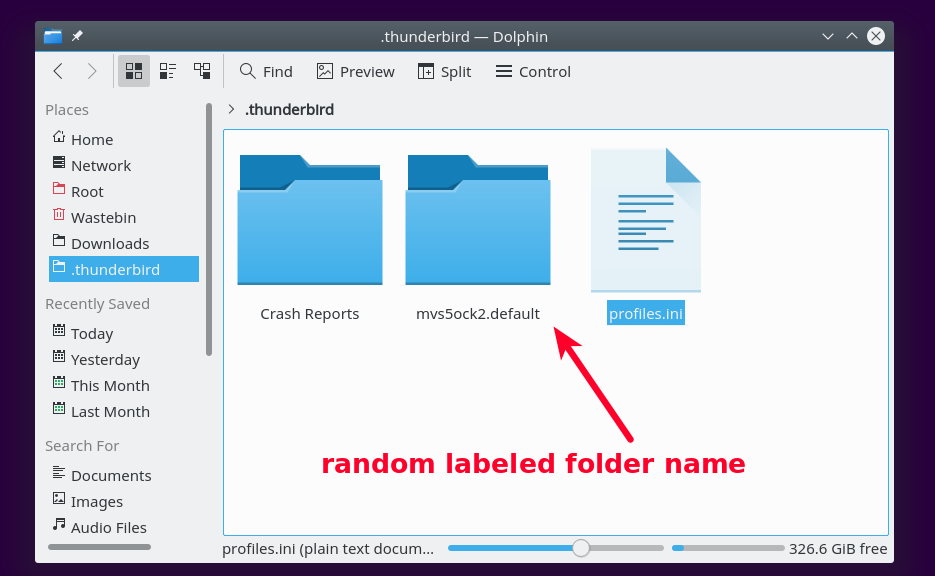 .thunderbird — Dolphin
Find Preview Split Control
Places
Home
Network
Root
Wastebin
Downloads
.thunderbird
Recently Saved
Today
Yesterday
This Month
Last Month
Search For
Documents
Images
Audio Files
.thunderbird
Crash Reports
mvs5ock2.default
profiles.ini
random labeled folder name
profiles.ini (plain text docum...
326.6 GiB free